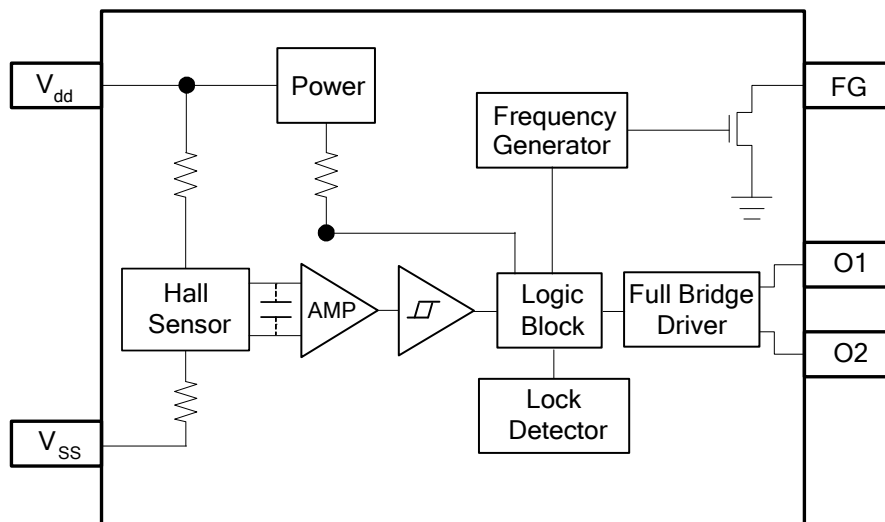 Vdd
Power
FG
Frequency
Generator
Hall
Sensor
AMP
Logic
Block
Full Bridge
Driver
O1
O2
Lock
Detector
VSS